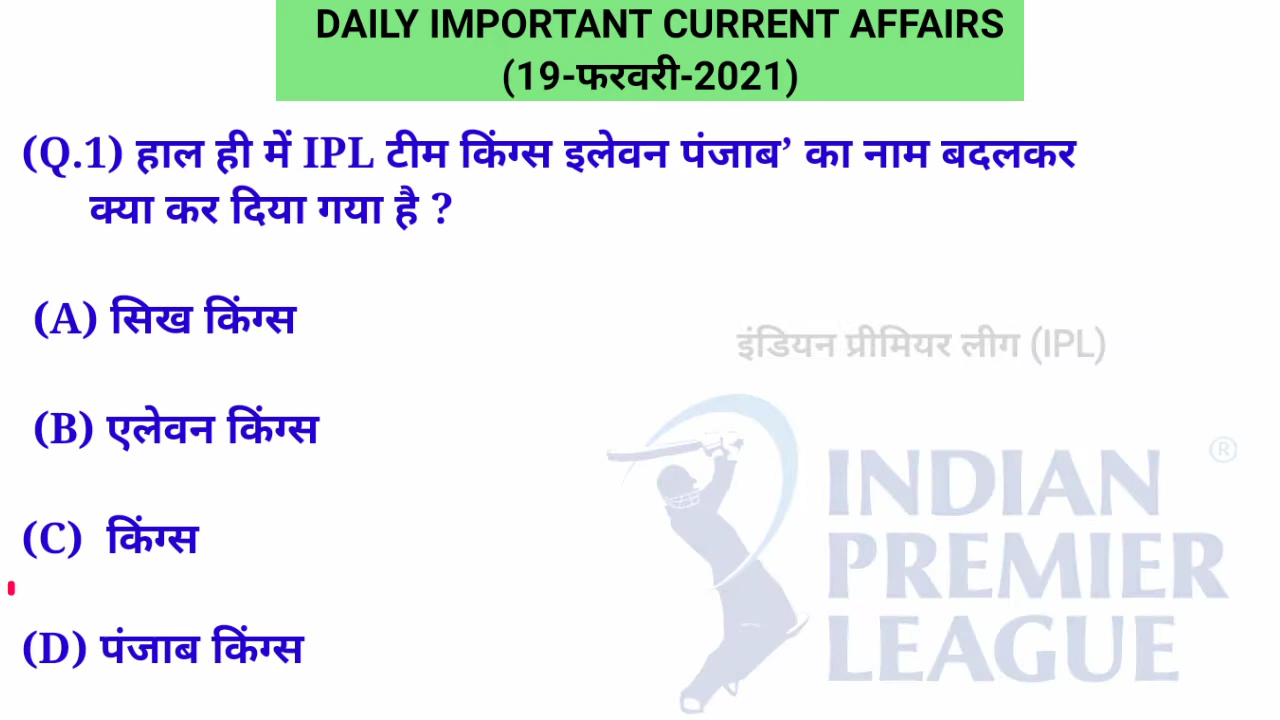 DAILY IMPORTANT CURRENT AFFAIRS
(19-फरवरी-2021)
(Q.1) हाल ही में IPL टीम किंग्स इलेवन पंजाब’ का नाम बदलकर
क्या कर दिया गया है ?
(A) सिख किंग्स
(B) एलेवन किंग्स
(C) किंग्स
(D) पंजाब किंग्स
इंडियन प्रीमियर लीग (IPL)
INDIAN ®
PREMIER
LEAGUE